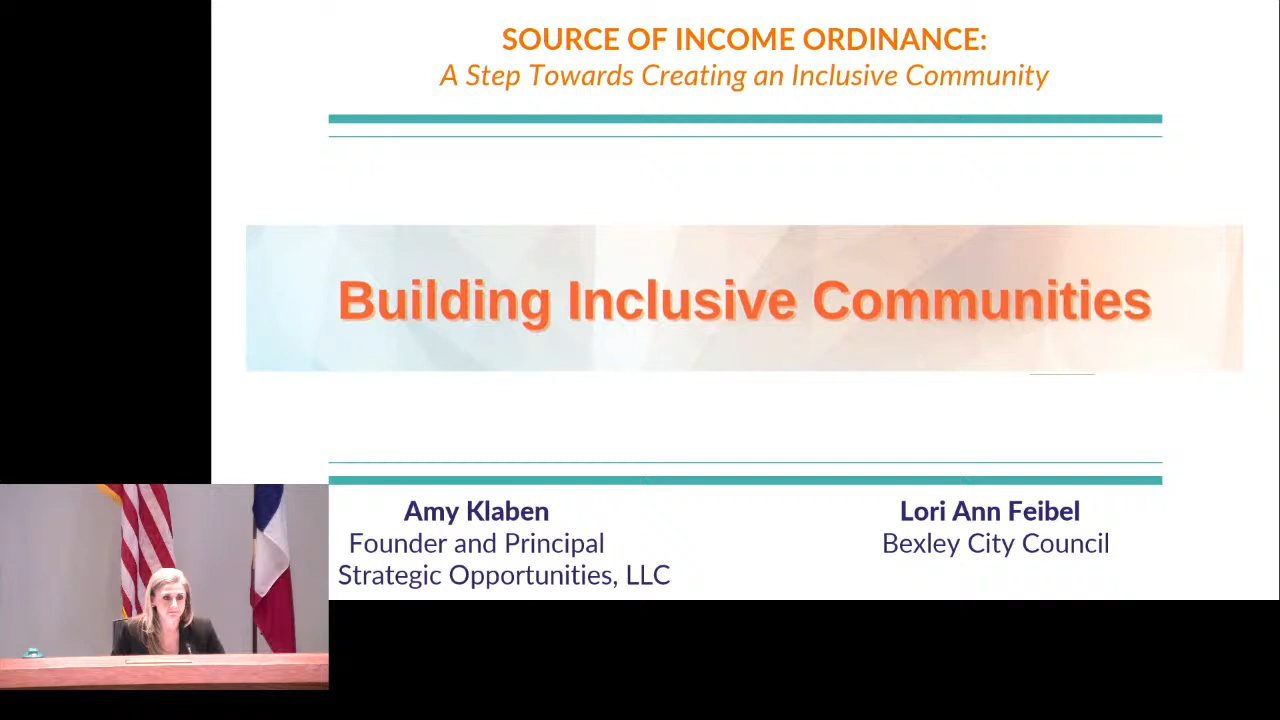 SOURCE OF INCOME ORDINANCE:
A Step Towards Creating an Inclusive Community
Building Inclusive Communities
Amy Klaben
Founder and Principal
Strategic Opportunities, LLC
Lori Ann Feibel
Bexley City Council